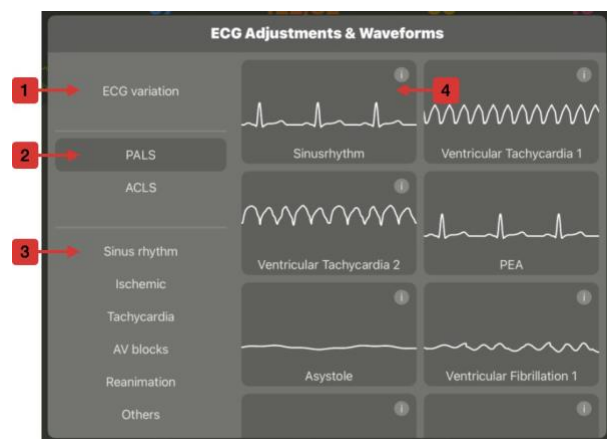 ECG Adjustments & Waveforms
1
ECG variation
2
PALS
ACLS
3
Sinus rhythm
Ischemic
Tachycardia
AV blocks
Reanimation
Others
i
4
Sinusrhythm
i
Ventricular Tachycardia 1
i
Ventricular Tachycardia 2
PEA
i
Asystole
i
Ventricular Fibrillation 1
i
i